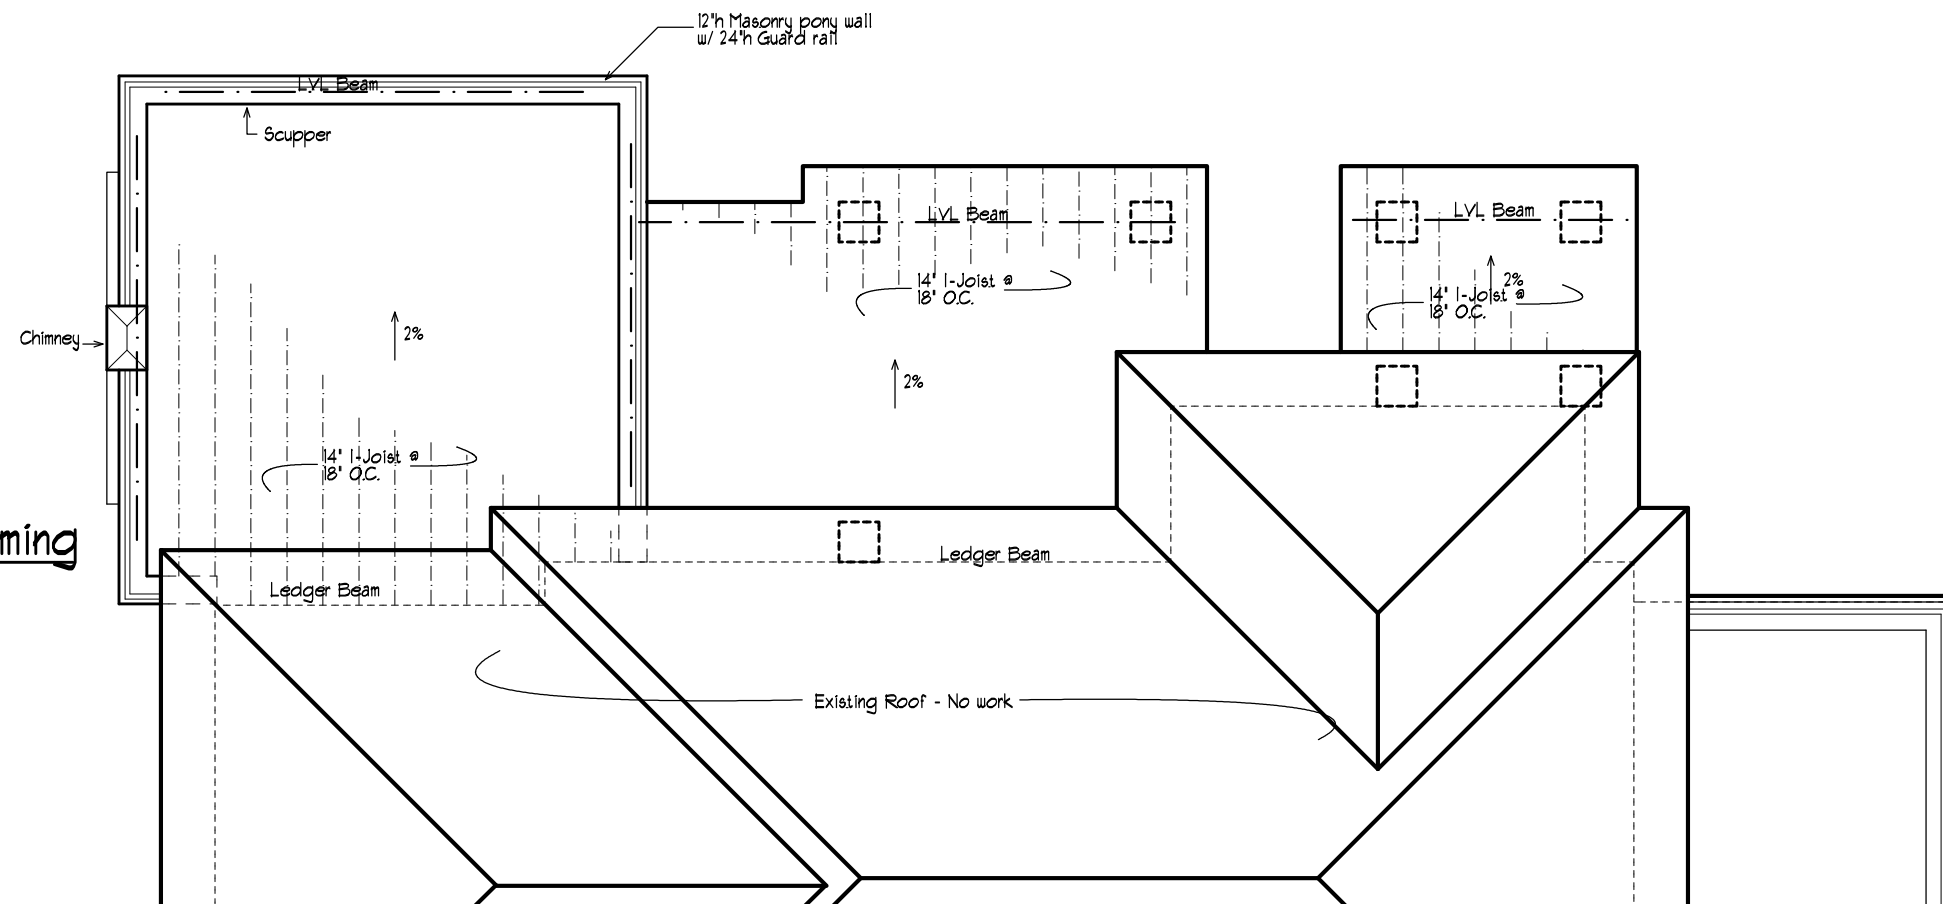 12"h Masonry pony wall
w/ 24"h Guard rail
LVL Beam
Scupper
LVL Beam
LVL Beam
14" I-Joist @
18" O.C.
2%
14" I-Joist @
18" O.C.
Chimney
2%
2%
14" I-Joist @
18" O.C.
ming
Ledger Beam
Ledger Beam
Existing Roof - No work